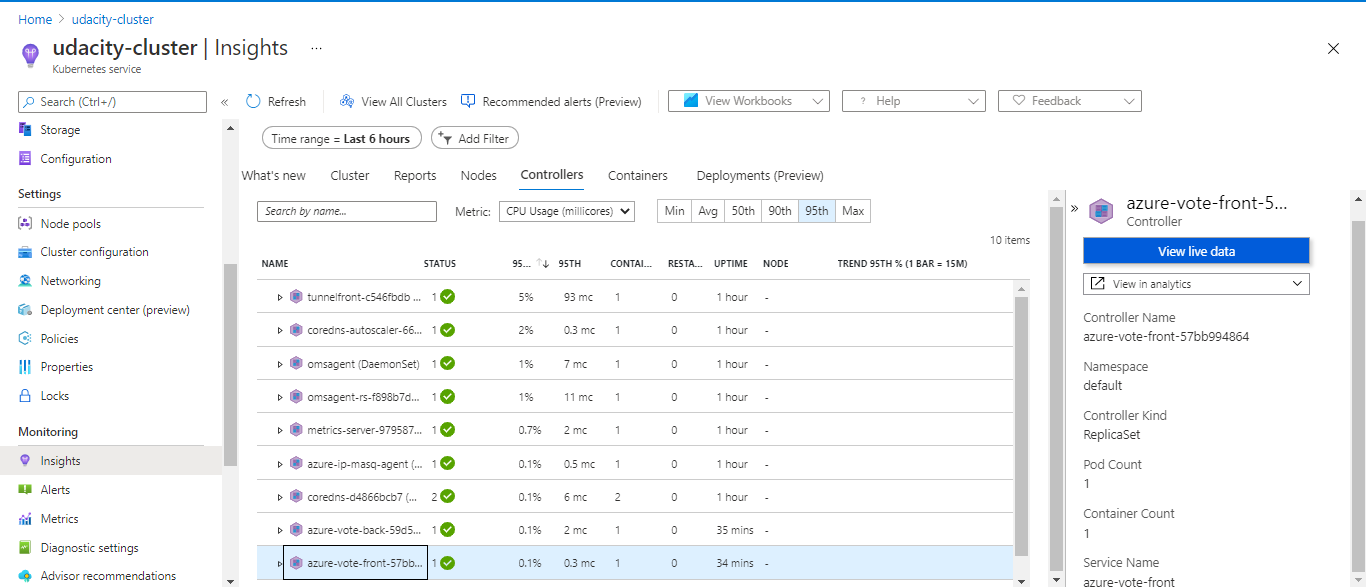 Home > udacity-cluster
udacity-cluster | Insights ...
Kubernetes service
Search (Ctrl+/)
«
Refresh
View All Clusters
Recommended alerts (Preview)
View Workbooks
? Help
Feedback
Storage
Configuration
Settings
Node pools
Cluster configuration
Networking
Deployment center (preview)
Policies
Properties
Locks
Monitoring
Insights
Alerts
Metrics
Diagnostic settings
Advisor recommendations
Time range = Last 6 hours
Add Filter
What's new Cluster Reports Nodes Controllers Containers Deployments (Preview)
Search by name...
Metric: CPU Usage (millicores)
Min Avg 50th 90th 95th Max
10 items
NAME STATUS 95... ↑↓ 95TH CONTAI... RESTA... UPTIME NODE TREND 95TH % (1 BAR = 15M)
tunnelfront-c546fbdb ... 1 5% 93 mc 1 0 1 hour -
coredns-autoscaler-66... 1 2% 0.3 mc 1 0 1 hour -
omsagent (DaemonSet) 1 1% 7 mc 1 0 1 hour -
omsagent-rs-f898b7d... 1 1% 11 mc 1 0 1 hour -
metrics-server-979587... 1 0.7% 2 mc 1 0 1 hour -
azure-ip-masq-agent (... 1 0.1% 0.5 mc 1 0 1 hour -
coredns-d4866bcb7 (... 2 0.1% 6 mc 2 0 1 hour -
azure-vote-back-59d5... 1 0.1% 2 mc 1 0 35 mins -
azure-vote-front-57bb... 1 0.1% 0.3 mc 1 0 34 mins -
»
azure-vote-front-5...
Controller
View live data
View in analytics
Controller Name
azure-vote-front-57bb994864
Namespace
default
Controller Kind
ReplicaSet
Pod Count
1
Container Count
1
Service Name
azure-vote-front